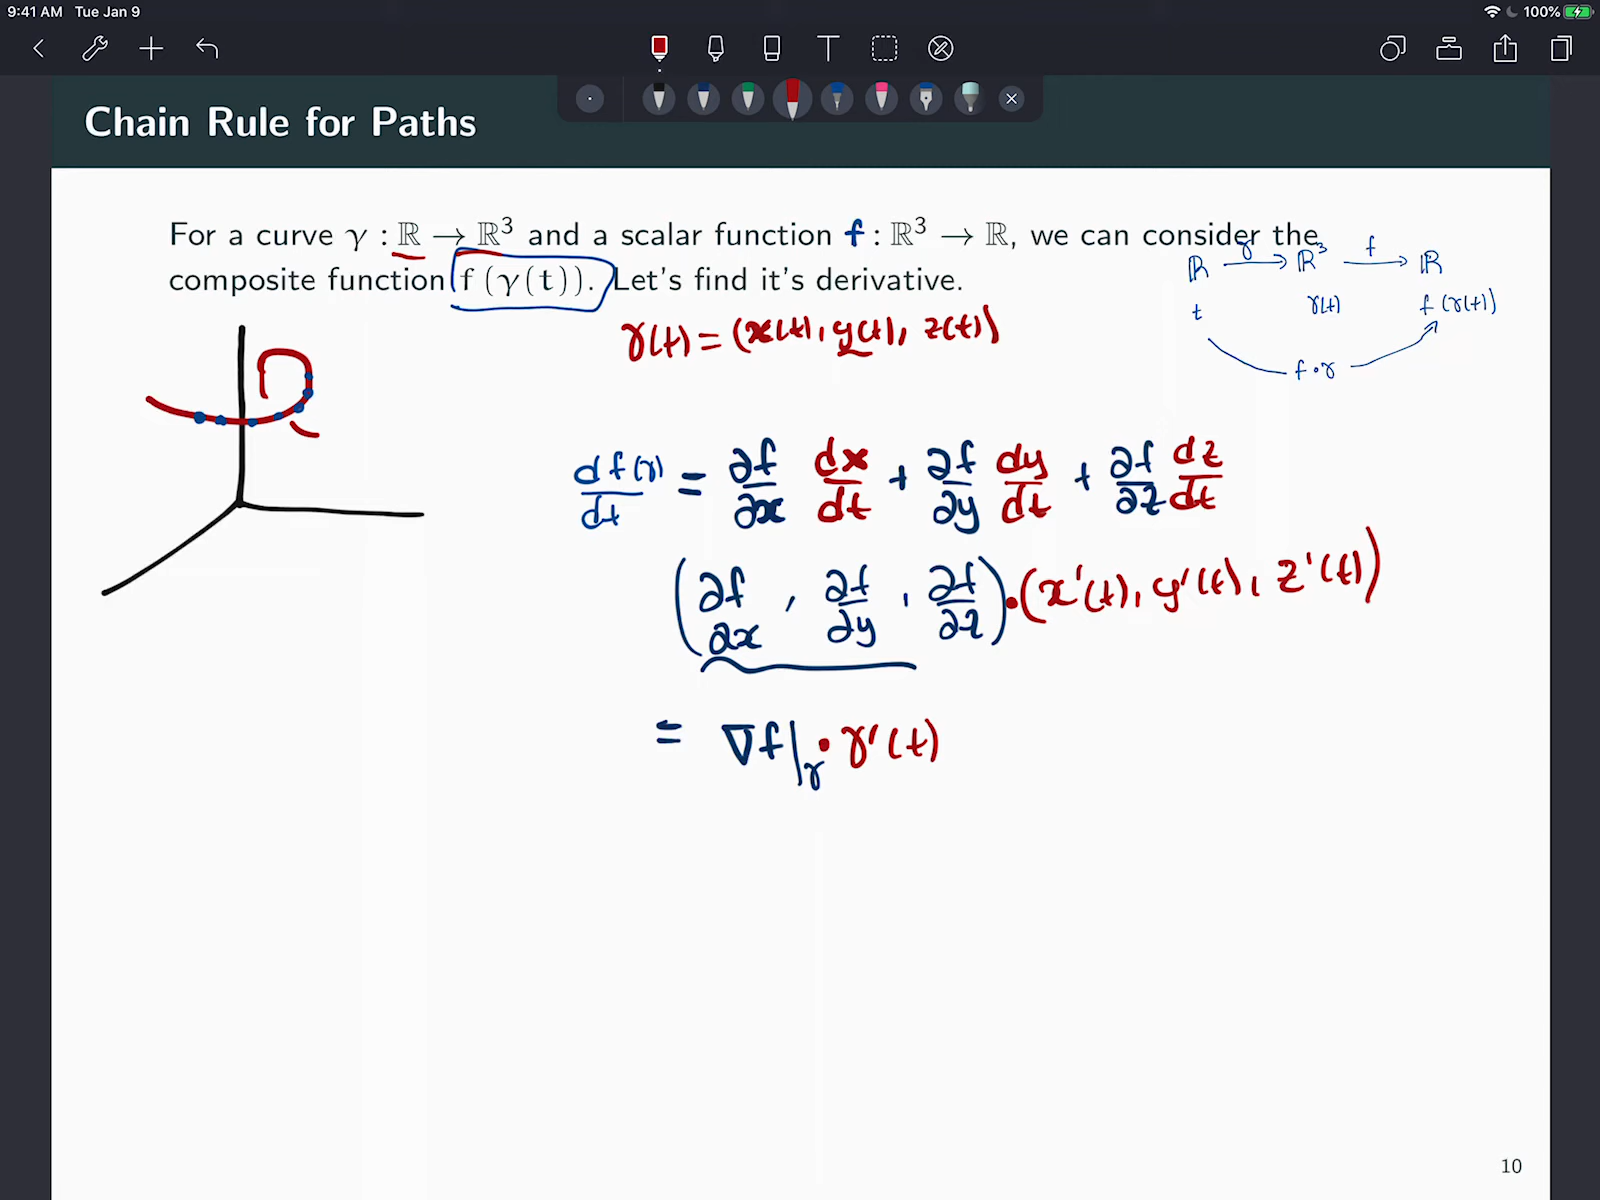 9:41 AM Tue Jan 9
100%
Chain Rule for Paths
For a curve γ : ℝ → ℝ³ and a scalar function f : ℝ³ → ℝ, we can consider the
composite function f (γ(t)). Let's find it's derivative.
ℝ γ→ ℝ³ f→ ℝ
t γ(t) f(γ(t))
f∘γ
γ(t) = (x(t), y(t), z(t))
d f(γ)/dt = ∂f/∂x dx/dt + ∂f/∂y dy/dt + ∂f/∂z dz/dt
(∂f/∂x , ∂f/∂y , ∂f/∂z) • (x'(t), y'(t), z'(t))
= ∇f|γ • γ'(t)
10